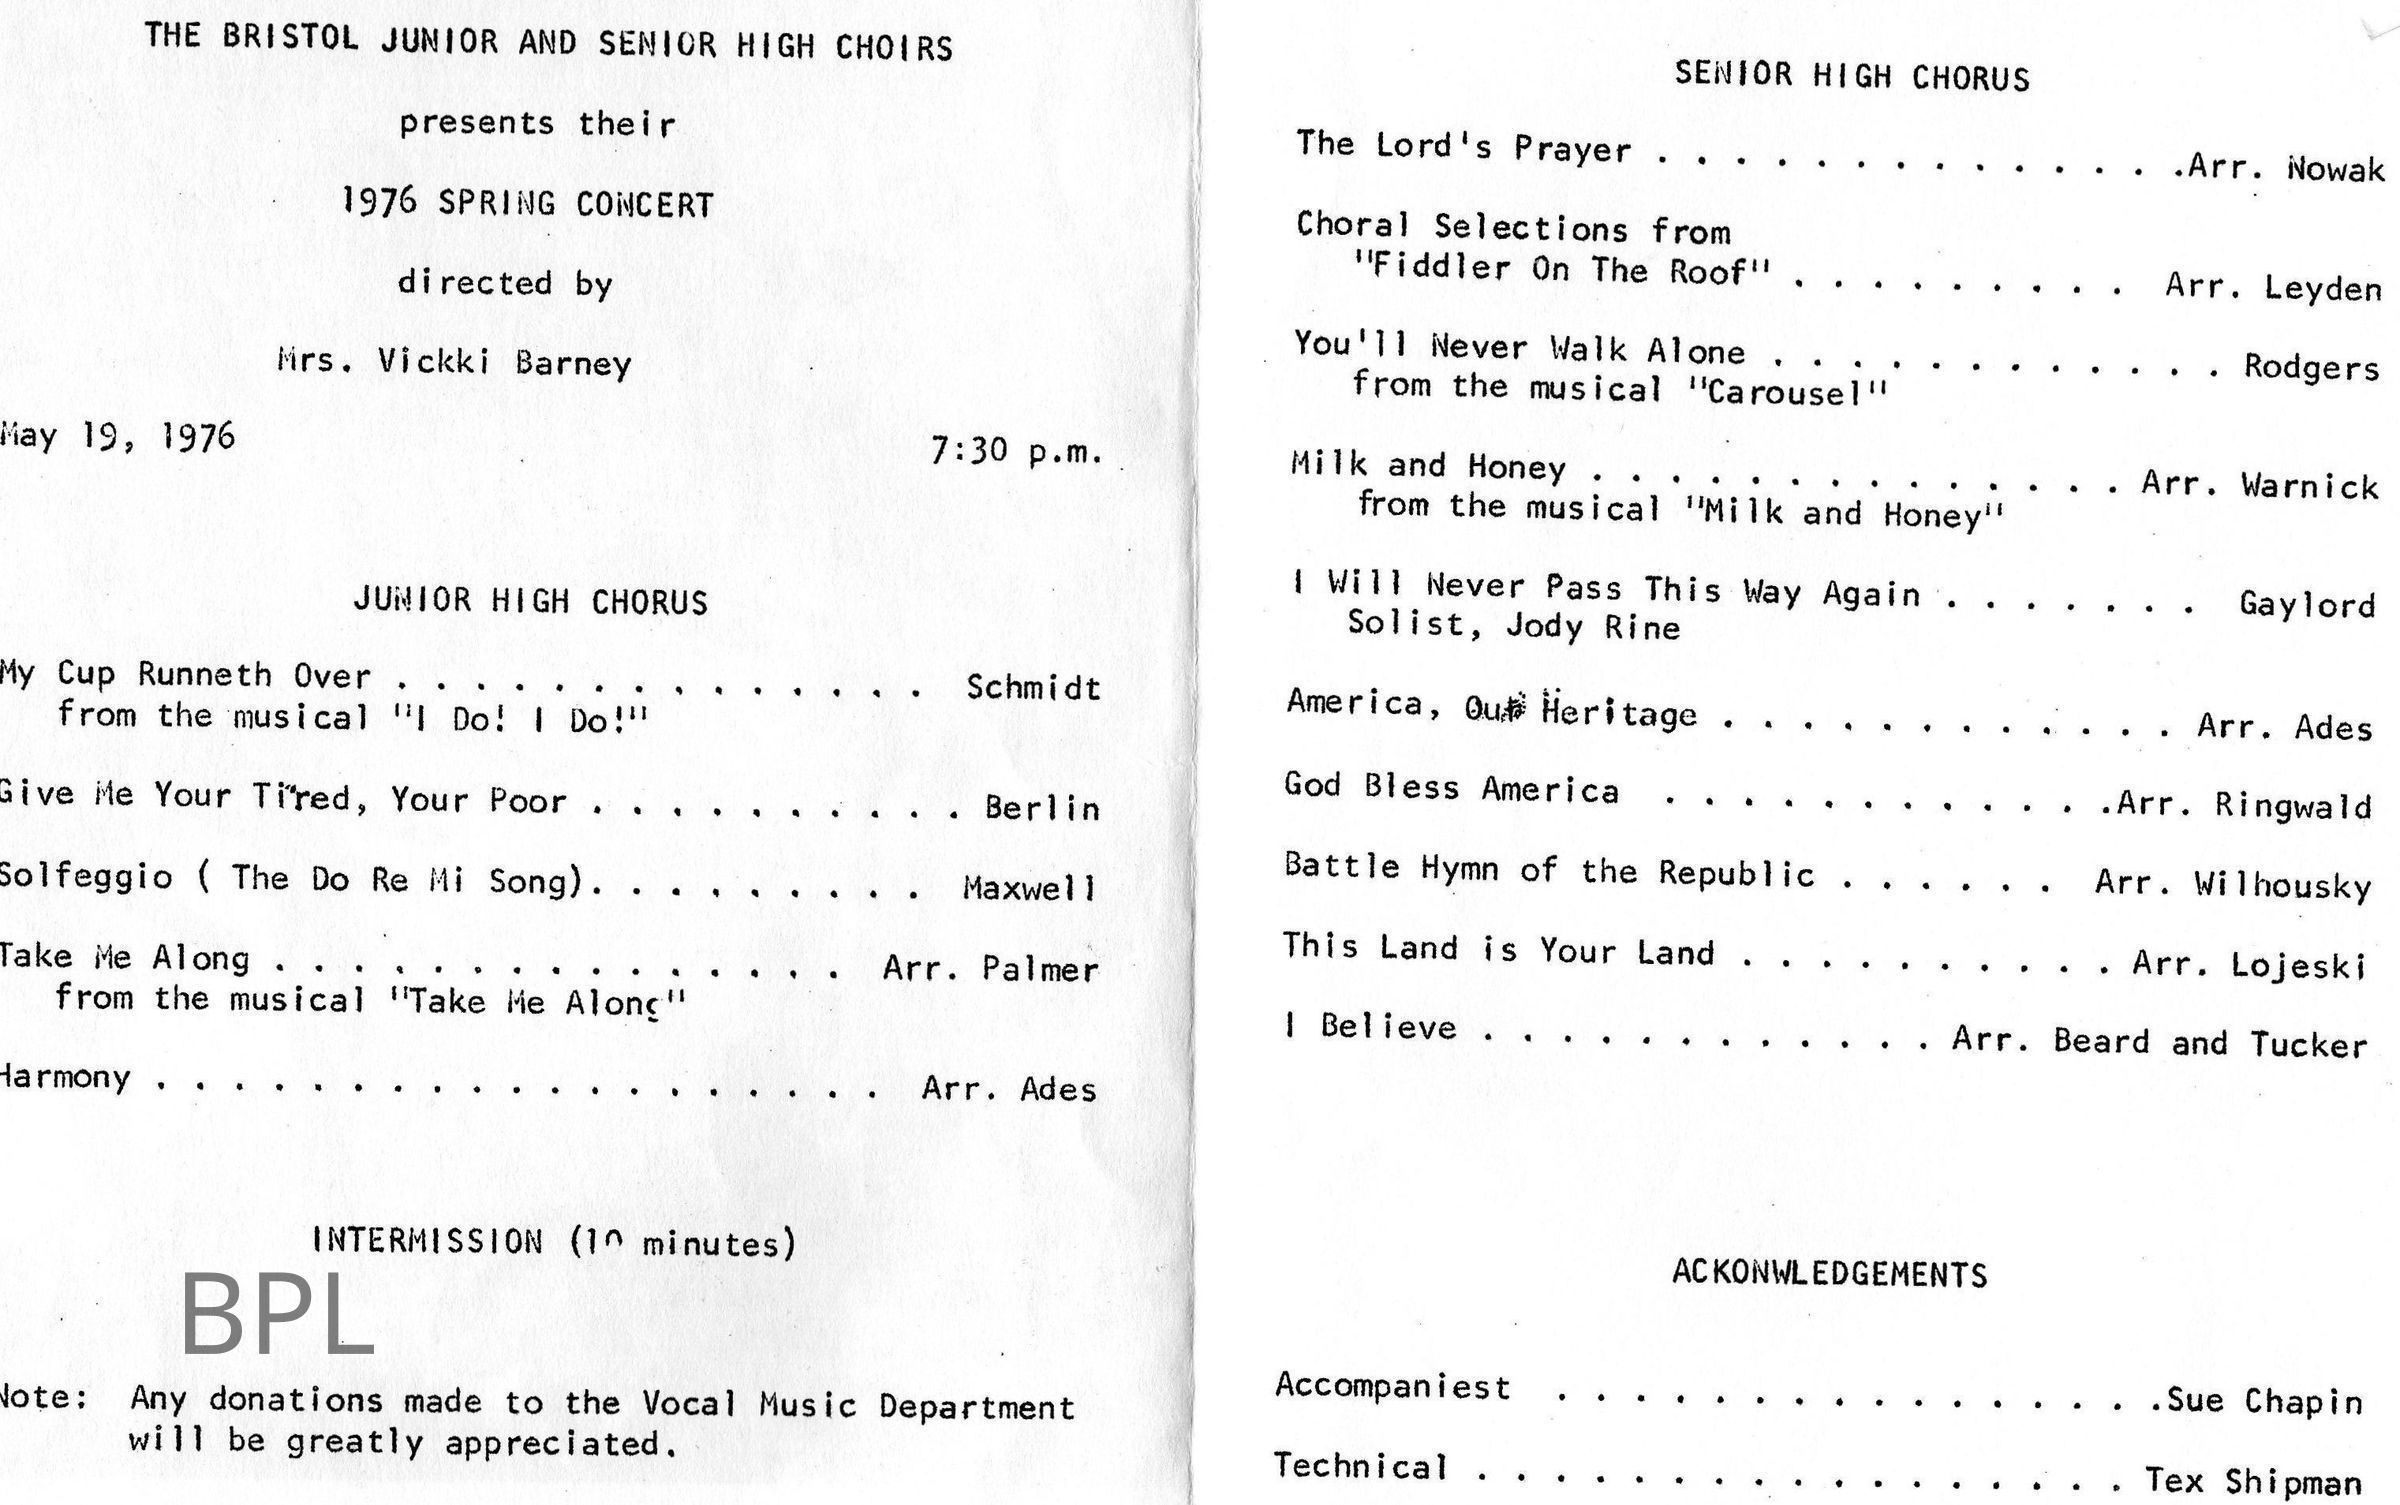 THE BRISTOL JUNIOR AND SENIOR HIGH CHOIRS
presents their
1976 SPRING CONCERT
directed by
Mrs. Vickki Barney
May 19, 1976 7:30 p.m.
JUNIOR HIGH CHORUS
My Cup Runneth Over . . . . . . . . . . . . . . Schmidt
from the musical "I Do! I Do!"
Give Me Your Tired, Your Poor . . . . . . . . . . Berlin
Solfeggio ( The Do Re Mi Song). . . . . . . . . Maxwell
Take Me Along . . . . . . . . . . . . . . . Arr. Palmer
from the musical "Take Me Along"
Harmony . . . . . . . . . . . . . . . . . . . Arr. Ades
INTERMISSION (10 minutes)
BPL
Note: Any donations made to the Vocal Music Department
will be greatly appreciated.
SENIOR HIGH CHORUS
The Lord's Prayer . . . . . . . . . . . . . .Arr. Nowak
Choral Selections from
"Fiddler On The Roof" . . . . . . . . . Arr. Leyden
You'll Never Walk Alone . . . . . . . . . . . . Rodgers
from the musical "Carousel"
Milk and Honey . . . . . . . . . . . . . . Arr. Warnick
from the musical "Milk and Honey"
I Will Never Pass This Way Again . . . . . . . Gaylord
Solist, Jody Rine
America, Our Heritage . . . . . . . . . . . . Arr. Ades
God Bless America . . . . . . . . . . . .Arr. Ringwald
Battle Hymn of the Republic . . . . . . Arr. Wilhousky
This Land is Your Land . . . . . . . . . . Arr. Lojeski
I Believe . . . . . . . . . . . . Arr. Beard and Tucker
ACKONWLEDGEMENTS
Accompaniest . . . . . . . . . . . . . . . .Sue Chapin
Technical . . . . . . . . . . . . . . . . . Tex Shipman